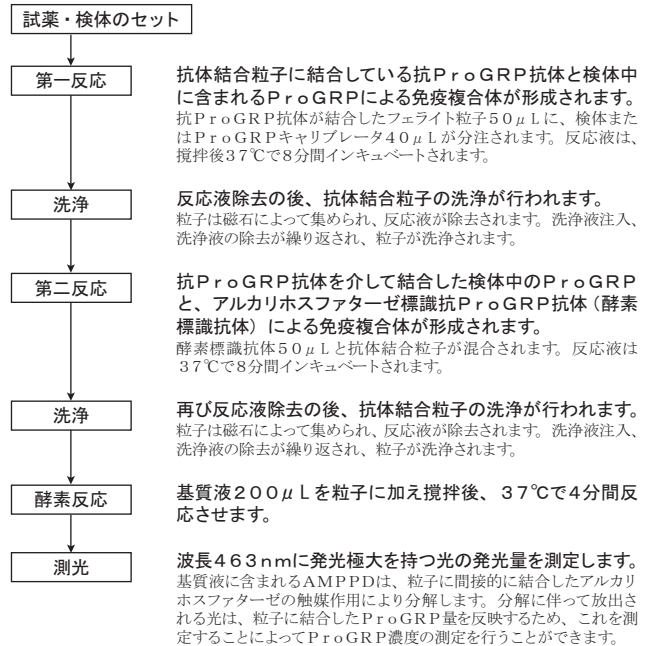 試薬・検体のセット
第一反応
抗体結合粒子に結合している抗ＰｒｏＧＲＰ抗体と検体中
に含まれるＰｒｏＧＲＰによる免疫複合体が形成されます。
抗ＰｒｏＧＲＰ抗体が結合したフェライト粒子５０μＬに、検体また
はＰｒｏＧＲＰキャリブレータ４０μＬが分注されます。反応液は、
撹拌後３７℃で８分間インキュベートされます。
洗浄
反応液除去の後、抗体結合粒子の洗浄が行われます。
粒子は磁石によって集められ、反応液が除去されます。洗浄液注入、
洗浄液の除去が繰り返され、粒子が洗浄されます。
第二反応
抗ＰｒｏＧＲＰ抗体を介して結合した検体中のＰｒｏＧＲＰ
と、アルカリホスファターゼ標識抗ＰｒｏＧＲＰ抗体（酵素
標識抗体）による免疫複合体が形成されます。
酵素標識抗体５０μＬと抗体結合粒子が混合されます。反応液は
３７℃で８分間インキュベートされます。
洗浄
再び反応液除去の後、抗体結合粒子の洗浄が行われます。
粒子は磁石によって集められ、反応液が除去されます。洗浄液注入、
洗浄液の除去が繰り返され、粒子が洗浄されます。
酵素反応
基質液２００μＬを粒子に加え撹拌後、３７℃で４分間反
応させます。
測光
波長４６３ｎｍに発光極大を持つ光の発光量を測定します。
基質液に含まれるＡＭＰＰＤは、粒子に間接的に結合したアルカリ
ホスファターゼの触媒作用により分解します。分解に伴って放出され
る光は、粒子に結合したＰｒｏＧＲＰ量を反映するため、これを測
定することによってＰｒｏＧＲＰ濃度の測定を行うことができます。